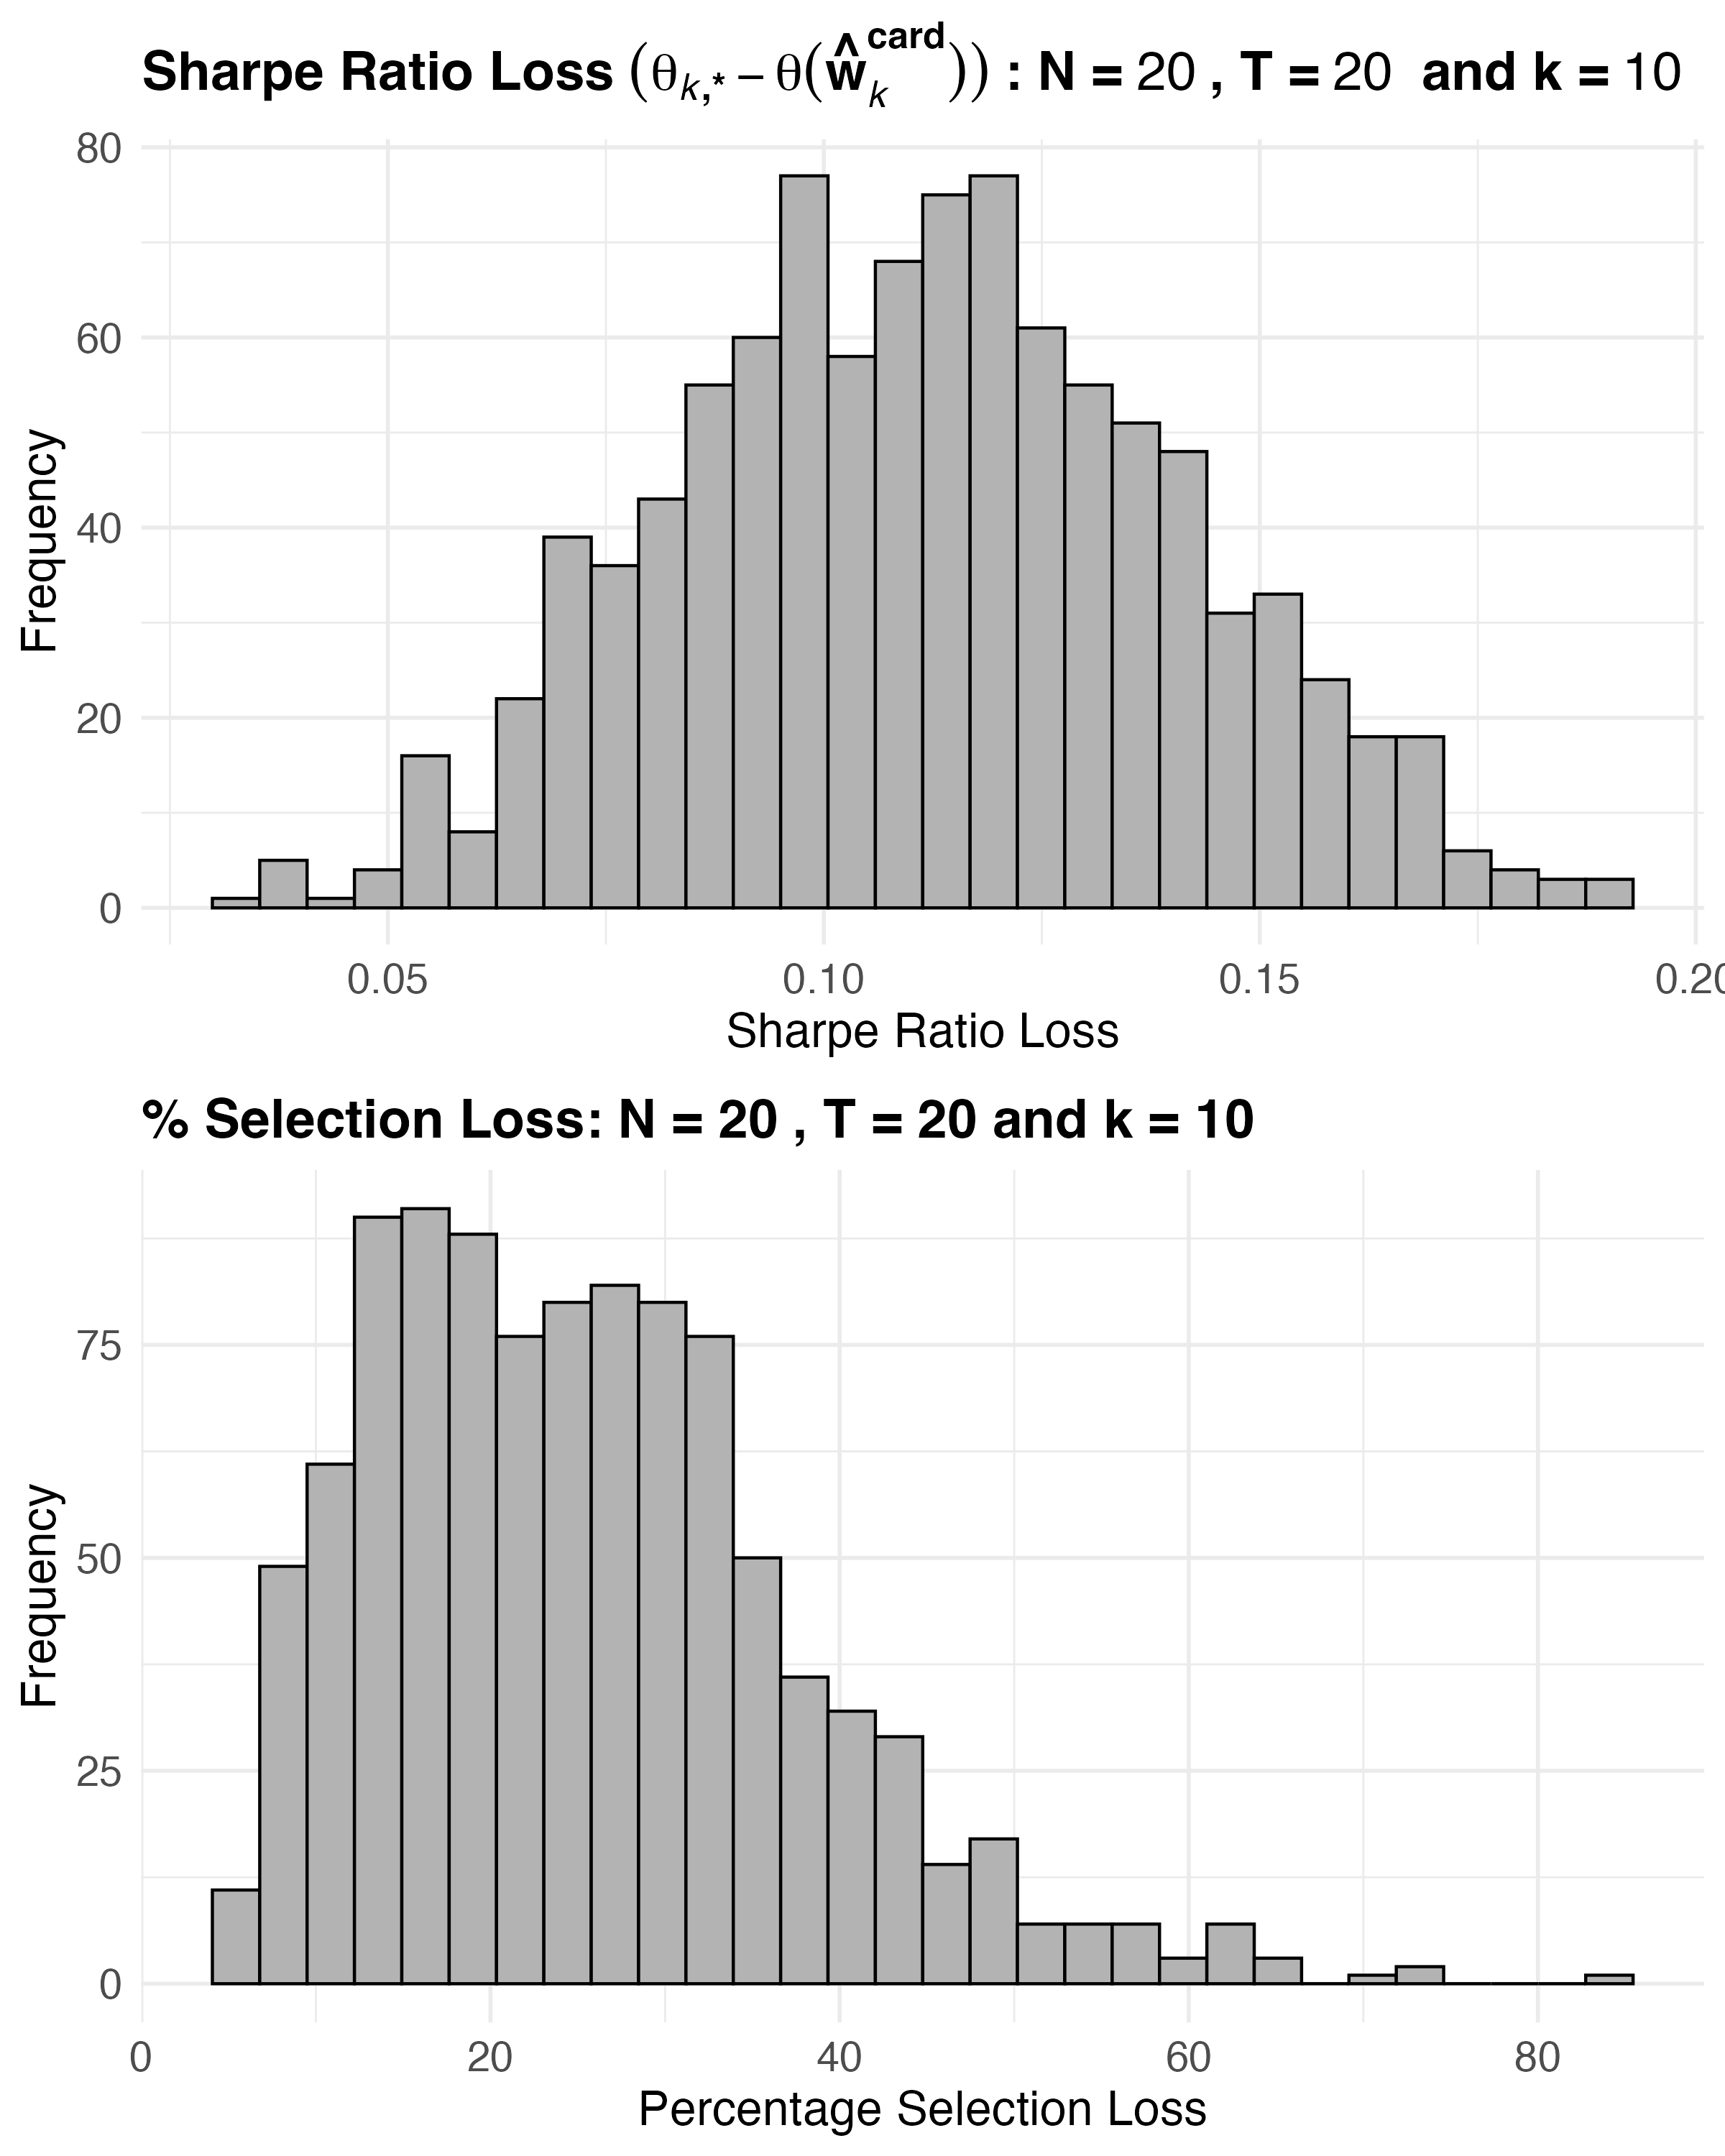 Sharpe Ratio Loss (θk,* − θ(ŵk^card)) : N = 20 , T = 20 and k = 10
80
60
40
20
0
Frequency
0.05 0.10 0.15 0.20
Sharpe Ratio Loss
% Selection Loss: N = 20 , T = 20 and k = 10
75
50
25
0
Frequency
0 20 40 60 80
Percentage Selection Loss